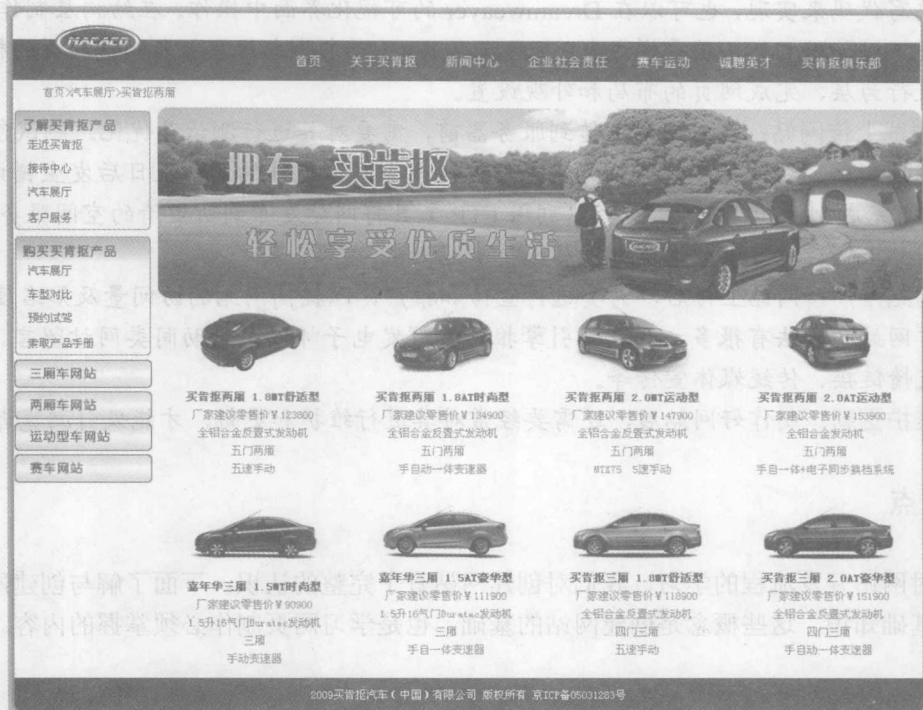 MACACO
首页 关于买肯抠 新闻中心 企业社会责任 赛车运动 诚聘英才 买肯抠俱乐部
首页>汽车展厅>买肯抠两厢
了解买肯抠产品
走近买肯抠
接待中心
汽车展厅
客户服务
购买买肯抠产品
汽车展厅
车型对比
预约试驾
索取产品手册
三厢车网站
两厢车网站
运动型车网站
赛车网站
拥有 买肯抠
轻松享受优质生活
MACACO
买肯抠两厢 1.8MT舒适型
厂家建议零售价￥123800
全铝合金反置式发动机
五门两厢
五速手动
买肯抠两厢 1.8AT时尚型
厂家建议零售价￥134900
全铝合金反置式发动机
五门两厢
手自动一体变速器
买肯抠两厢 2.0MT运动型
厂家建议零售价￥147900
全铝合金反置式发动机
五门两厢
MTX75 5速手动
买肯抠两厢 2.0AT运动型
厂家建议零售价￥153900
全铝合金发动机
五门两厢
手自一体+电子同步换档系统
嘉年华三厢 1.5MT时尚型
厂家建议零售价￥90900
1.5升16气门Duratec发动机
三厢
手动变速器
嘉年华三厢 1.5AT豪华型
厂家建议零售价￥111900
1.5升16气门Duratec发动机
三厢
手自一体变速器
买肯抠三厢 1.8MT舒适型
厂家建议零售价￥118900
全铝合金反置式发动机
四门三厢
五速手动
买肯抠三厢 2.0AT豪华型
厂家建议零售价￥151900
全铝合金反置式发动机
四门三厢
手自动一体变速器
2009买肯抠汽车（中国）有限公司 版权所有 京ICP备05031283号